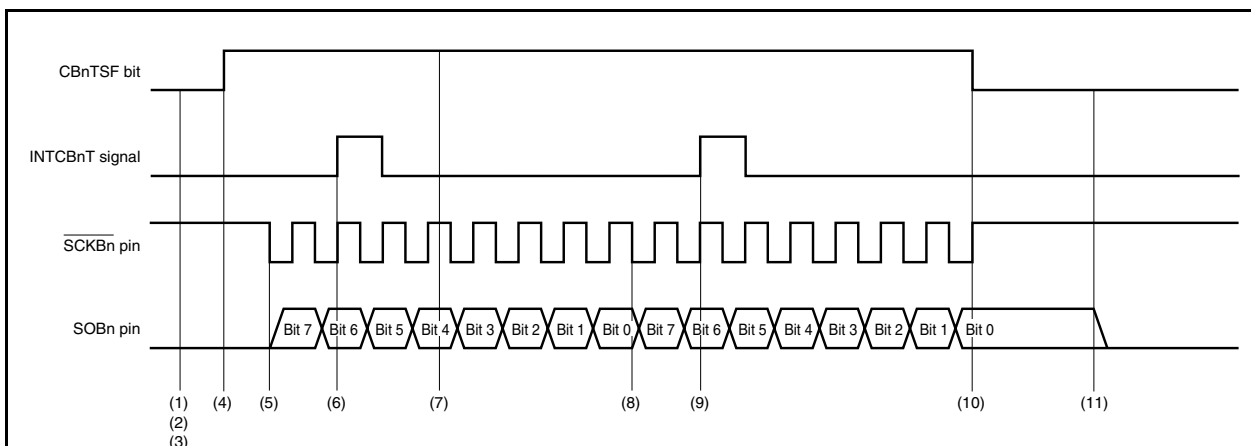 CBnTSF bit
INTCBnT signal
SCKBn pin
SOBn pin
Bit 7 Bit 6 Bit 5 Bit 4 Bit 3 Bit 2 Bit 1 Bit 0 Bit 7 Bit 6 Bit 5 Bit 4 Bit 3 Bit 2 Bit 1 Bit 0
(1) (4) (5) (6) (7) (8) (9) (10) (11)
(2)
(3)